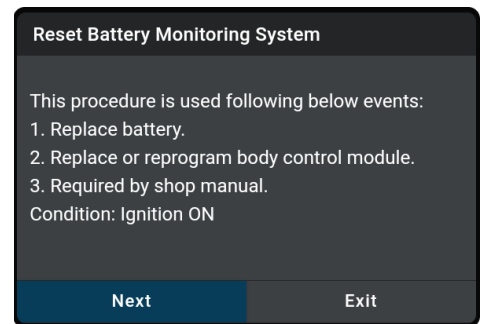 Reset Battery Monitoring System
This procedure is used following below events:
1. Replace battery.
2. Replace or reprogram body control module.
3. Required by shop manual.
Condition: Ignition ON
Next
Exit